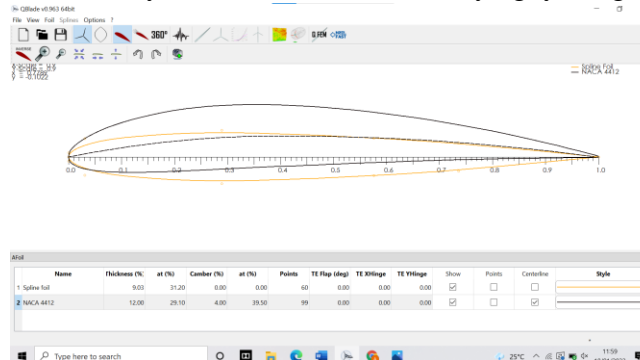 QBlade v0.963 64bit
File View Foil Splines Options ?
360°
Spline Foil
NACA 4412
Y = -0.1022
0.0 0.1 0.2 0.3 0.4 0.5 0.6 0.7 0.8 0.9 1.0
AFoil
Name Thickness (%) at (%) Camber (%) at (%) Points TE Flap (deg) TE XHinge TE YHinge Show Points Centerline Style
1 Spline foil 9.03 31.20 0.00 0.00 60 0.00 0.00 0.00
2 NACA 4412 12.00 29.10 4.00 39.50 99 0.00 0.00 0.00
Type here to search
25°C
11:59